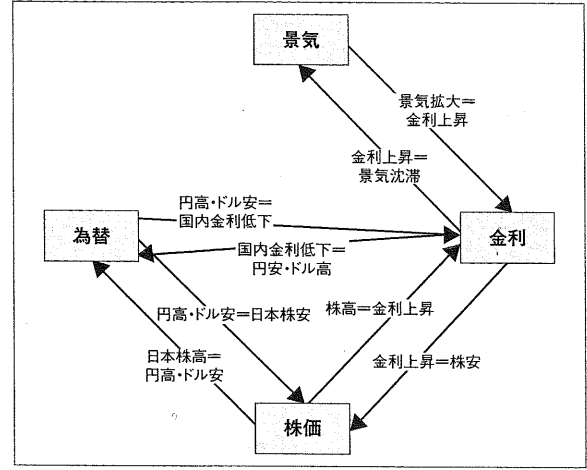 景気
景気拡大＝
金利上昇
金利上昇＝
景気沈滞
円高・ドル安＝
国内金利低下
為替
金利
国内金利低下＝
円安・ドル高
円高・ドル安＝日本株安
株高＝金利上昇
日本株高＝
円高・ドル安
金利上昇＝株安
株価